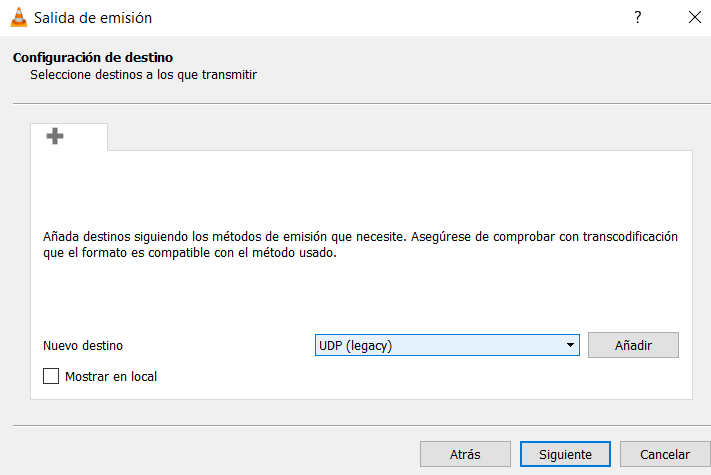 Salida de emisión
?
Configuración de destino
Seleccione destinos a los que transmitir
Añada destinos siguiendo los métodos de emisión que necesite. Asegúrese de comprobar con transcodificación
que el formato es compatible con el método usado.
Nuevo destino
UDP (legacy)
Añadir
Mostrar en local
Atrás
Siguiente
Cancelar